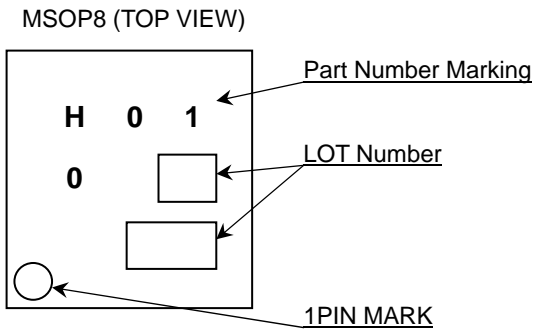 MSOP8 (TOP VIEW)
Part Number Marking
H 0 1
LOT Number
0
1PIN MARK